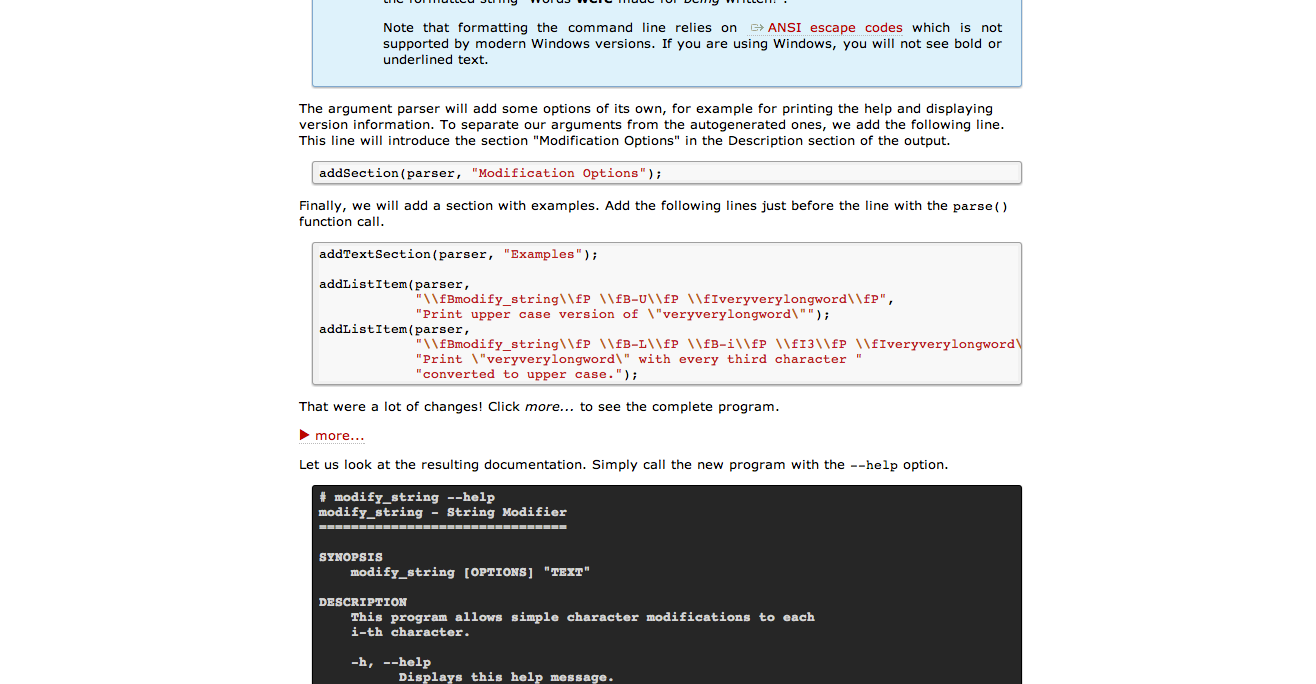 the formatted string "Words were made for being written!".
Note that formatting the command line relies on ANSI escape codes which is not
supported by modern Windows versions. If you are using Windows, you will not see bold or
underlined text.
The argument parser will add some options of its own, for example for printing the help and displaying
version information. To separate our arguments from the autogenerated ones, we add the following line.
This line will introduce the section "Modification Options" in the Description section of the output.
addSection(parser, "Modification Options");
Finally, we will add a section with examples. Add the following lines just before the line with the parse()
function call.
addTextSection(parser, "Examples");
addListItem(parser,
"\\fBmodify_string\\fP \\fB-U\\fP \\fIveryverylongword\\fP",
"Print upper case version of \"veryverylongword\"");
addListItem(parser,
"\\fBmodify_string\\fP \\fB-L\\fP \\fB-i\\fP \\fI3\\fP \\fIveryverylongword\
"Print \"veryverylongword\" with every third character "
"converted to upper case.");
That were a lot of changes! Click more... to see the complete program.
more...
Let us look at the resulting documentation. Simply call the new program with the --help option.
# modify_string --help
modify_string - String Modifier
===============================
SYNOPSIS
modify_string [OPTIONS] "TEXT"
DESCRIPTION
This program allows simple character modifications to each
i-th character.
-h, --help
Displays this help message.